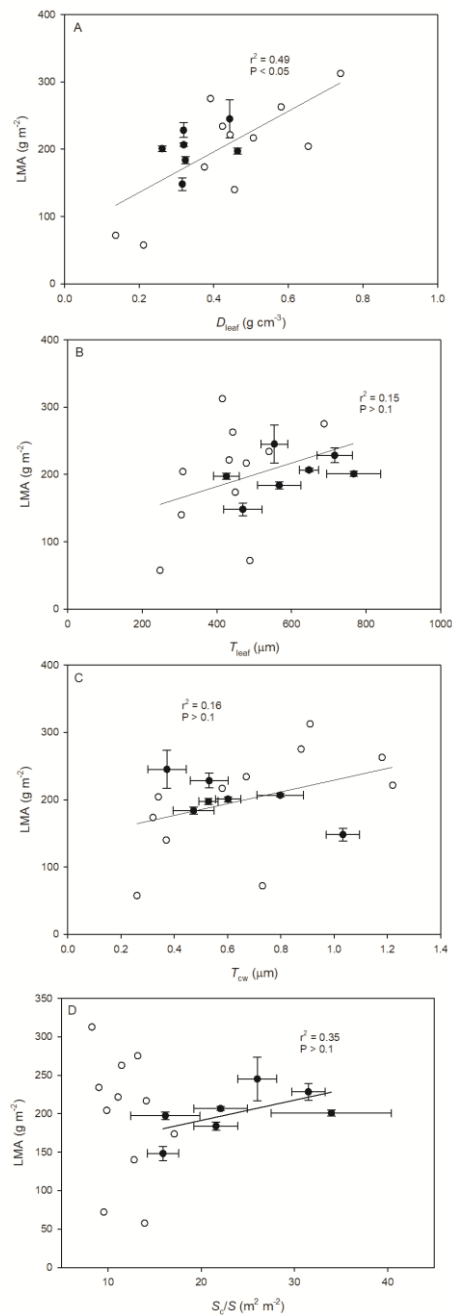 A
r² = 0.49
P < 0.05
LMA (g m⁻²)
400
300
200
100
0
0.0 0.2 0.4 0.6 0.8 1.0
D_leaf (g cm⁻³)
B
r² = 0.15
P > 0.1
LMA (g m⁻²)
400
300
200
100
0
0 200 400 600 800 1000
T_leaf (μm)
C
r² = 0.16
P > 0.1
LMA (g m⁻²)
400
300
200
100
0
0.0 0.2 0.4 0.6 0.8 1.0 1.2 1.4
T_cw (μm)
D
r² = 0.35
P > 0.1
LMA (g m⁻²)
350
300
250
200
150
100
50
0
10 20 30 40
S_c/S (m² m⁻²)